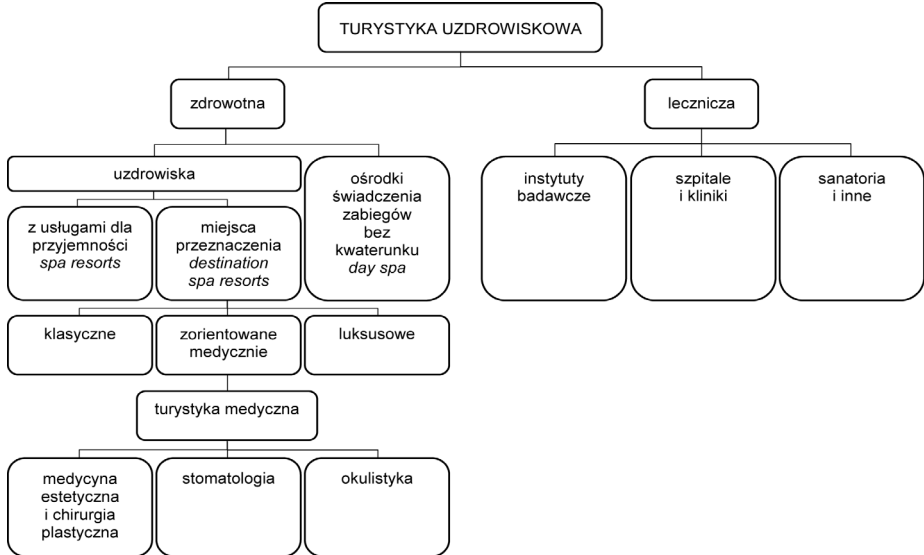 TURYSTYKA UZDROWISKOWA
zdrowotna
lecznicza
uzdrowiska
ośrodki
świadczenia
zabiegów
bez
kwaterunku
day spa
instytuty
badawcze
szpitale
i kliniki
sanatoria
i inne
z usługami dla
przyjemności
spa resorts
miejsca
przeznaczenia
destination
spa resorts
klasyczne
zorientowane
medycznie
luksusowe
turystyka medyczna
medycyna
estetyczna
i chirurgia
plastyczna
stomatologia
okulistyka